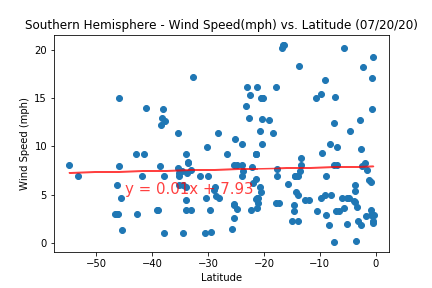 Southern Hemisphere - Wind Speed(mph) vs. Latitude (07/20/20)
Wind Speed (mph)
20
15
10
5
0
y = 0.01x + 7.93
−50
−40
−30
−20
−10
0
Latitude